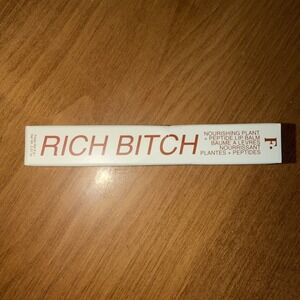 RICH BITCH
NOURISHING PLANT
+ PEPTIDE LIP BALM
BAUME À LÈVRES
NOURRISSANT
PLANTES + PEPTIDES
F.